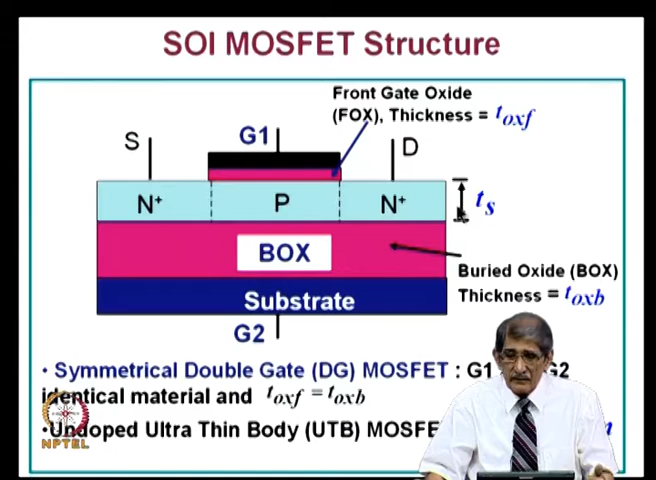 SOI MOSFET Structure
Front Gate Oxide
(FOX), Thickness = toxf
S
G1
D
N+
P
N+
ts
BOX
Buried Oxide (BOX)
Thickness = toxb
Substrate
G2
• Symmetrical Double Gate (DG) MOSFET : G1 G2
identical material and toxf = toxb
•Undoped Ultra Thin Body (UTB)
NPTEL